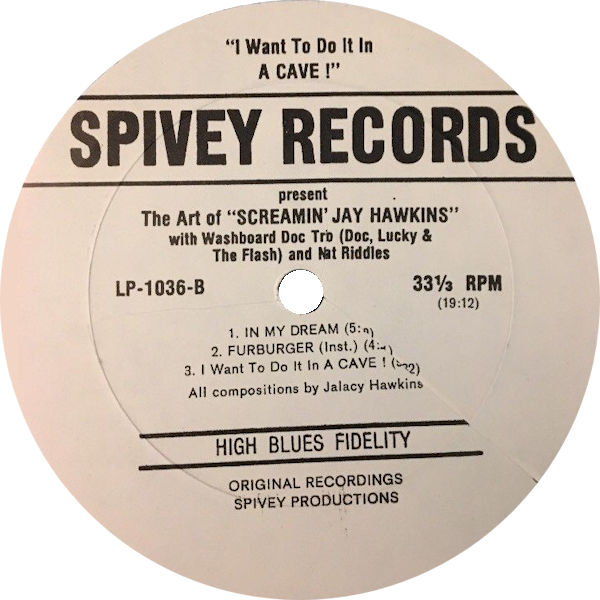 "I Want To Do It In
A CAVE !"
SPIVEY RECORDS
present
The Art of "SCREAMIN' JAY HAWKINS"
with Washboard Doc Trio (Doc, Lucky &
The Flash) and Nat Riddles
LP-1036-B
33⅓ RPM
(19:12)
1. IN MY DREAM
2. FURBURGER (Inst.)
3. I Want To Do It In A CAVE !
All compositions by Jalacy Hawkins
HIGH BLUES FIDELITY
ORIGINAL RECORDINGS
SPIVEY PRODUCTIONS